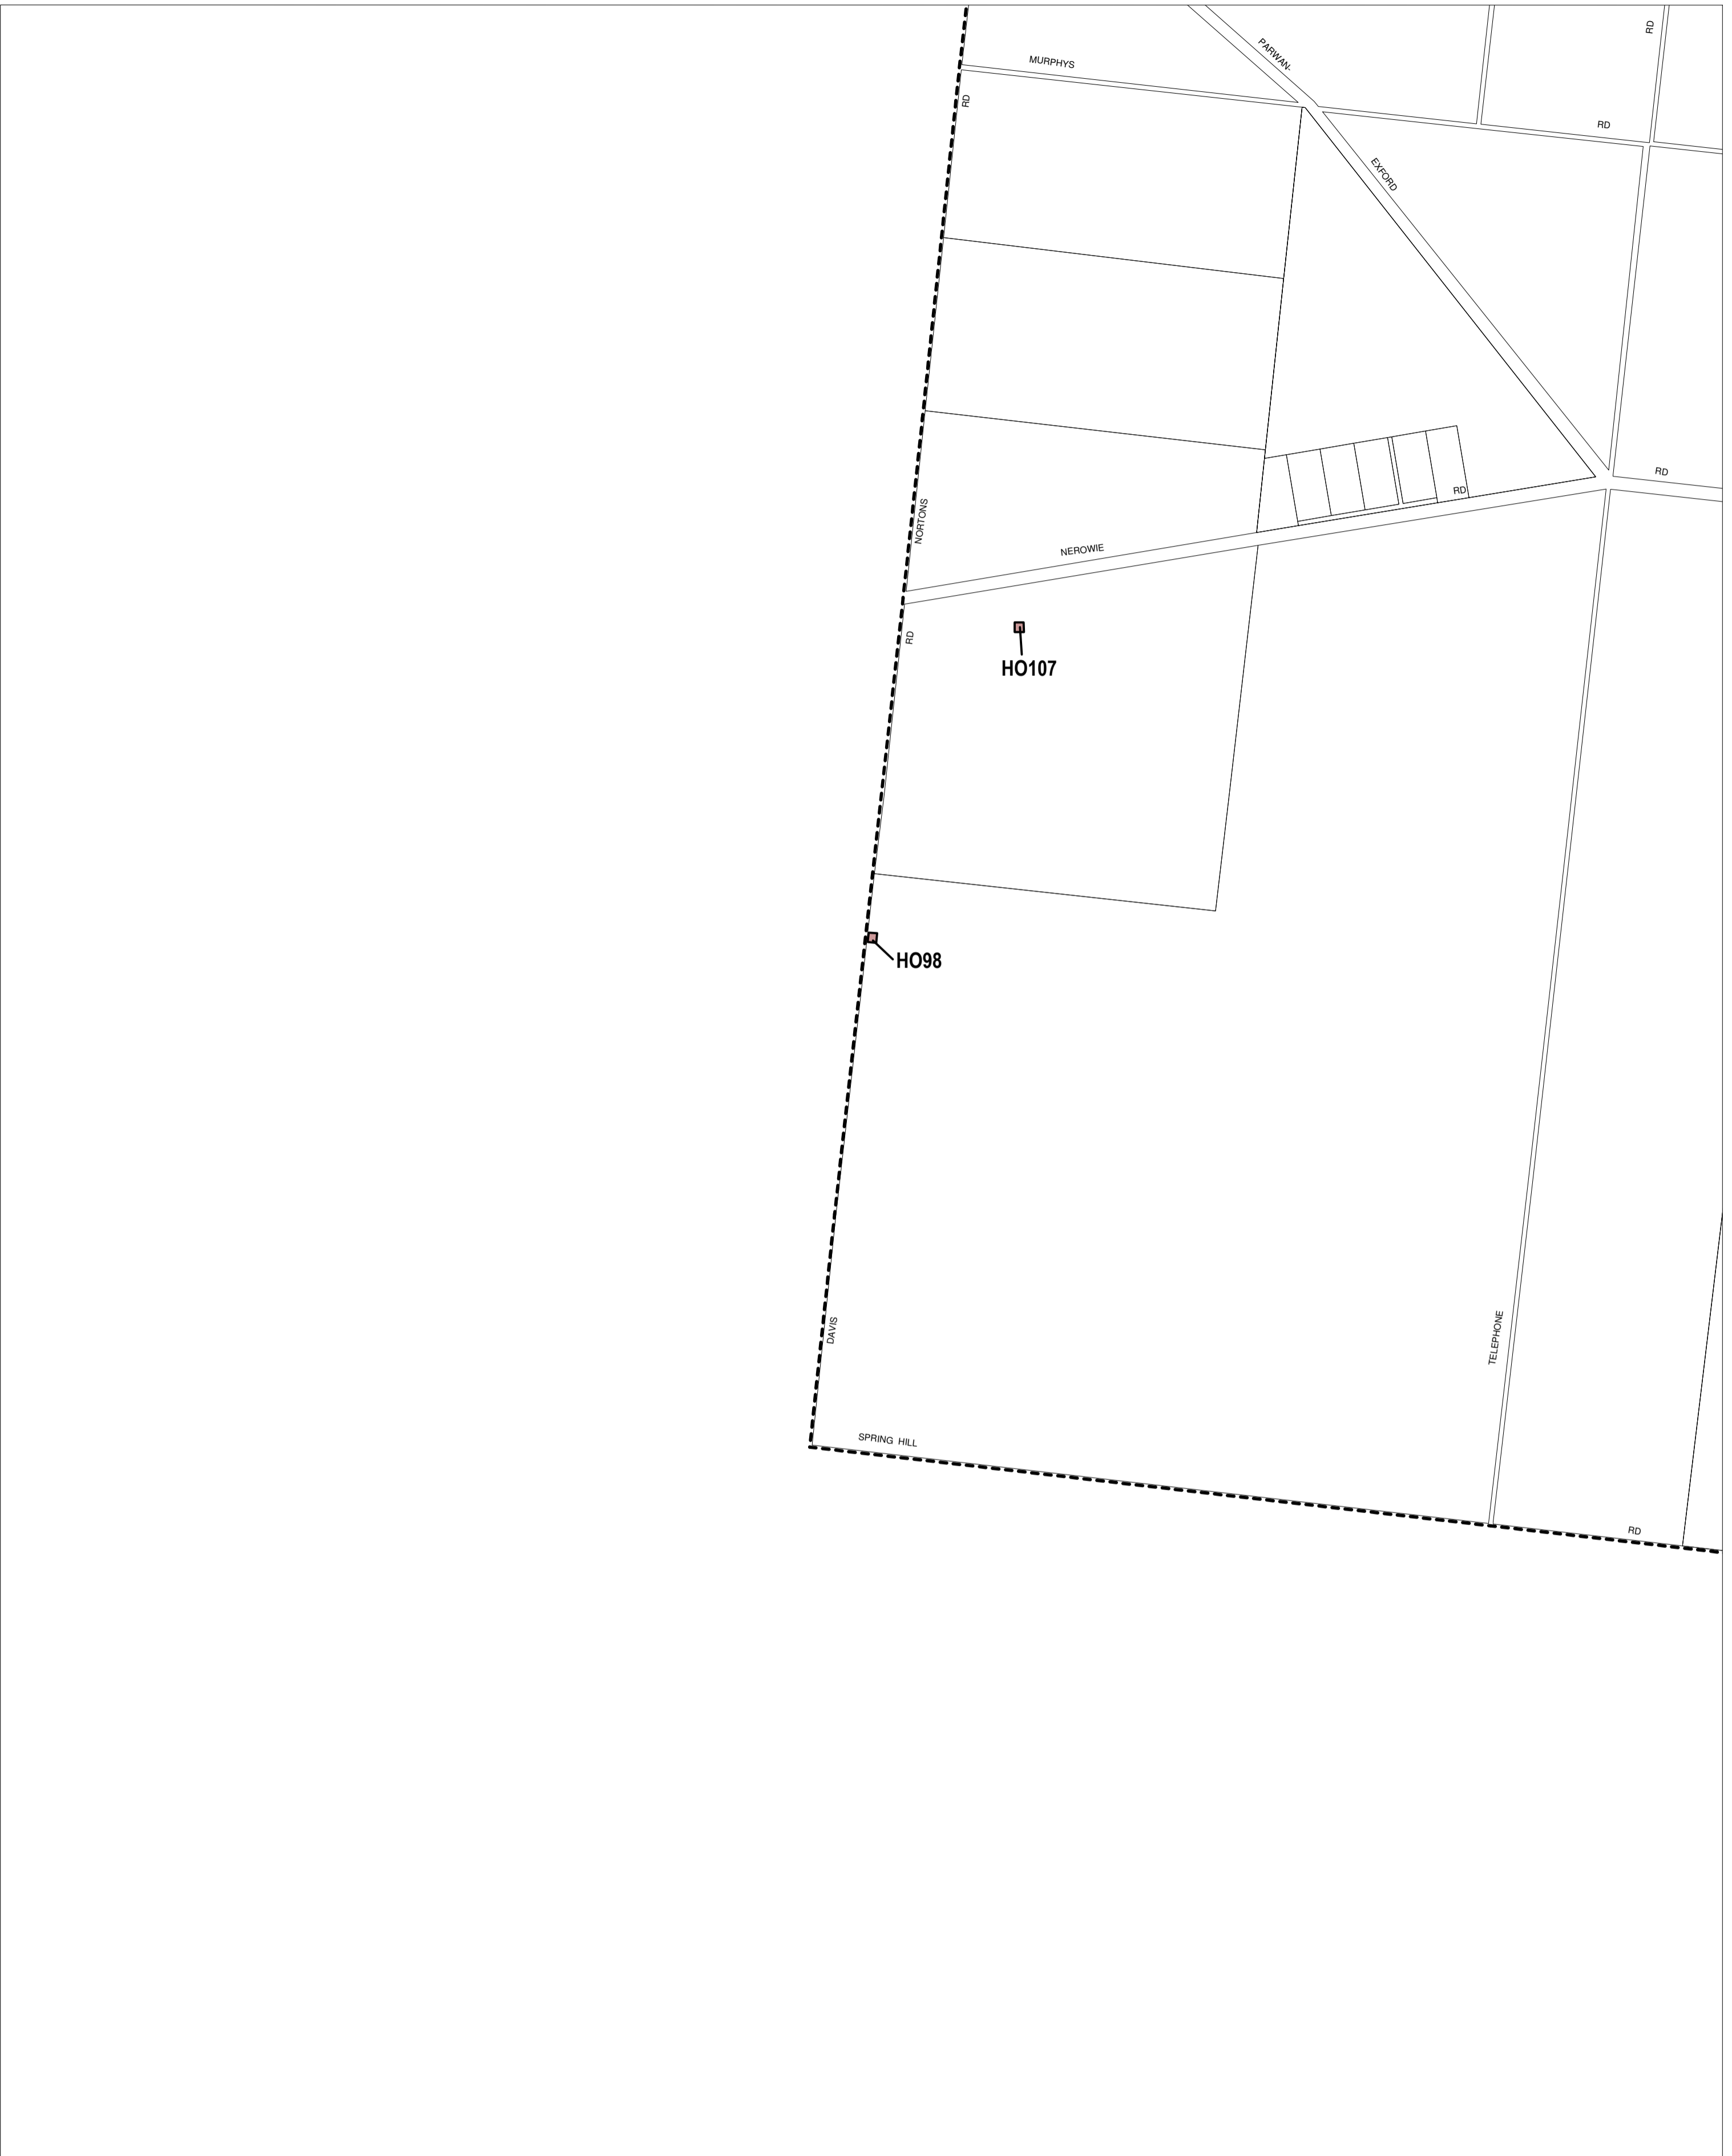 RD
PARWAN-
MURPHYS
RD
RD
EXFORD
RD
NORTONS
RD
NEROWIE
RD
HO107
HO98
DAVIS
TELEPHONE
SPRING HILL
RD